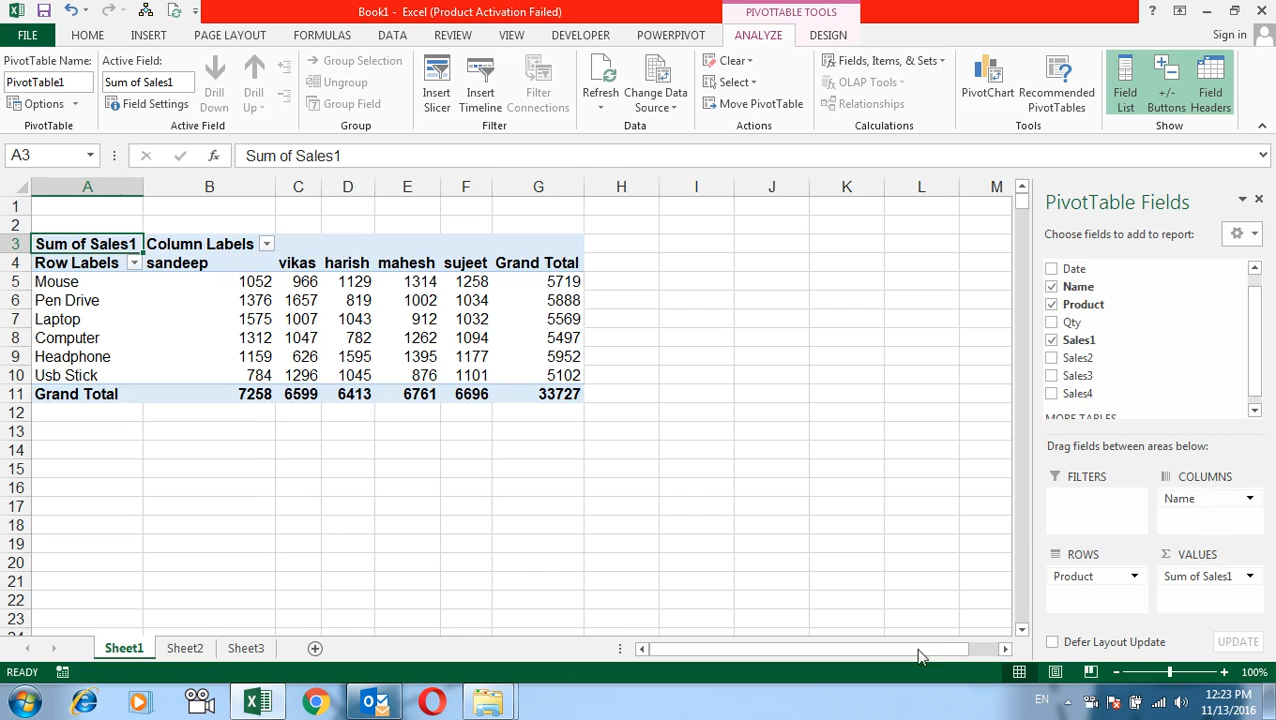 Book1 - Excel (Product Activation Failed)
PIVOTTABLE TOOLS
FILE HOME INSERT PAGE LAYOUT FORMULAS DATA REVIEW VIEW DEVELOPER POWERPIVOT ANALYZE DESIGN Sign in
PivotTable Name:
PivotTable1
Options
PivotTable
Active Field:
Sum of Sales1
Field Settings
Drill Down
Drill Up
Active Field
Group Selection
Ungroup
Group Field
Group
Insert Slicer
Insert Timeline
Filter Connections
Filter
Refresh
Change Data Source
Data
Clear
Select
Move PivotTable
Actions
Fields, Items, & Sets
OLAP Tools
Relationships
Calculations
PivotChart
Recommended PivotTables
Tools
Field List
+/- Buttons
Field Headers
Show
A3 fx Sum of Sales1
A B C D E F G H I J K L M
1
2
3 Sum of Sales1 Column Labels
4 Row Labels sandeep vikas harish mahesh sujeet Grand Total
5 Mouse 1052 966 1129 1314 1258 5719
6 Pen Drive 1376 1657 819 1002 1034 5888
7 Laptop 1575 1007 1043 912 1032 5569
8 Computer 1312 1047 782 1262 1094 5497
9 Headphone 1159 626 1595 1395 1177 5952
10 Usb Stick 784 1296 1045 876 1101 5102
11 Grand Total 7258 6599 6413 6761 6696 33727
12
13
14
15
16
17
18
19
20
21
22
23
24
PivotTable Fields
Choose fields to add to report:
Date
Name
Product
Qty
Sales1
Sales2
Sales3
Sales4
MORE TABLES
Drag fields between areas below:
FILTERS
COLUMNS
Name
ROWS
Product
Σ VALUES
Sum of Sales1
Defer Layout Update UPDATE
Sheet1 Sheet2 Sheet3
READY 100%
EN
12:23 PM
11/13/2016